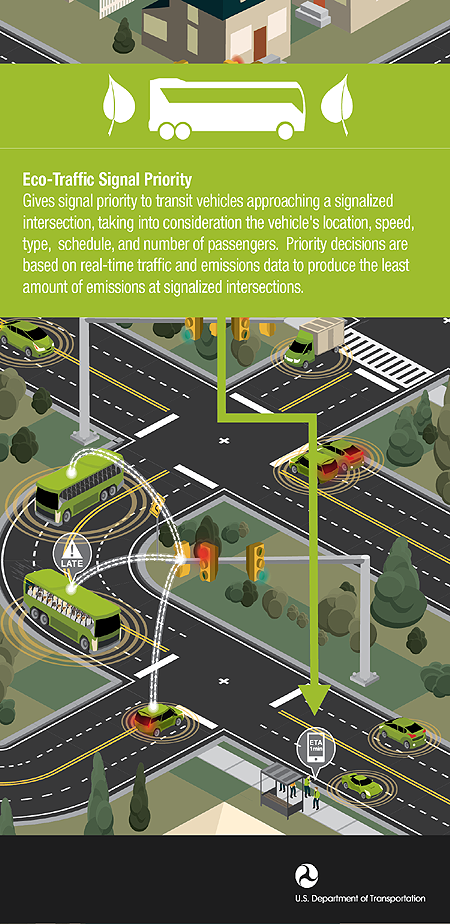 Eco-Traffic Signal Priority
Gives signal priority to transit vehicles approaching a signalized
intersection, taking into consideration the vehicle's location, speed,
type, schedule, and number of passengers. Priority decisions are
based on real-time traffic and emissions data to produce the least
amount of emissions at signalized intersections.
LATE
ETA
1 min
U.S. Department of Transportation